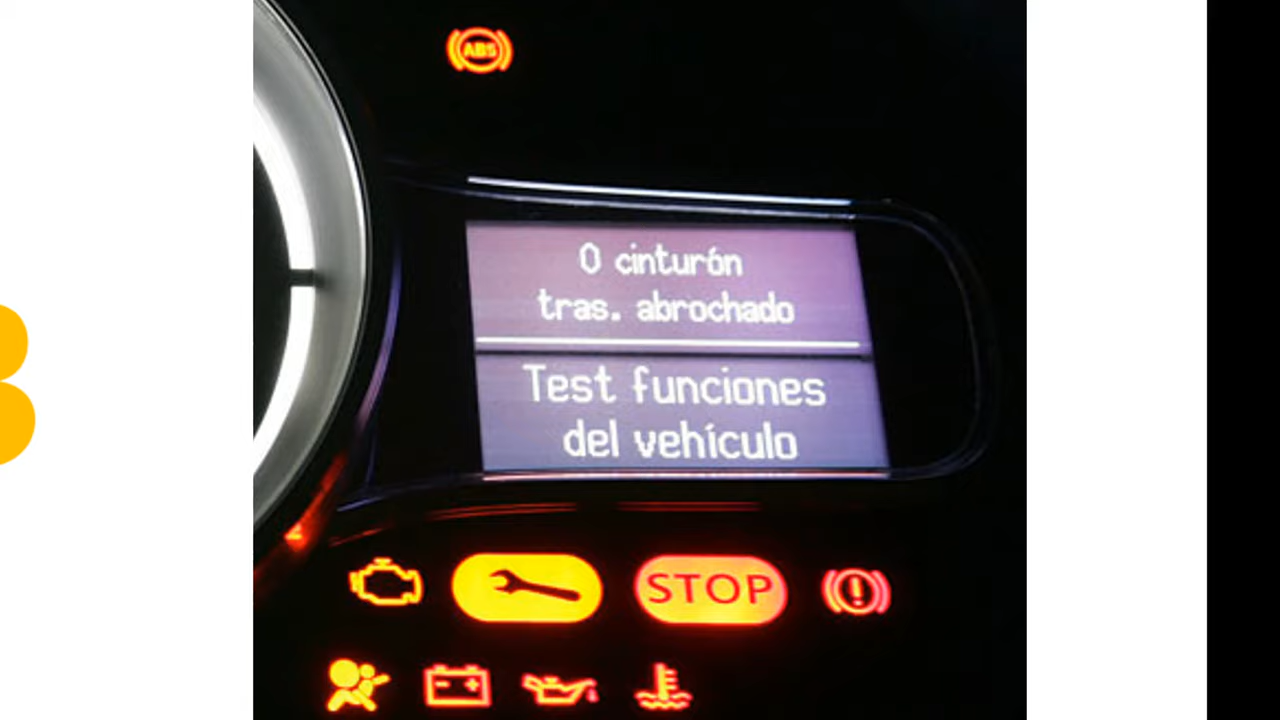 ABS
0 cinturón
tras. abrochado
Test funciones
del vehículo
STOP